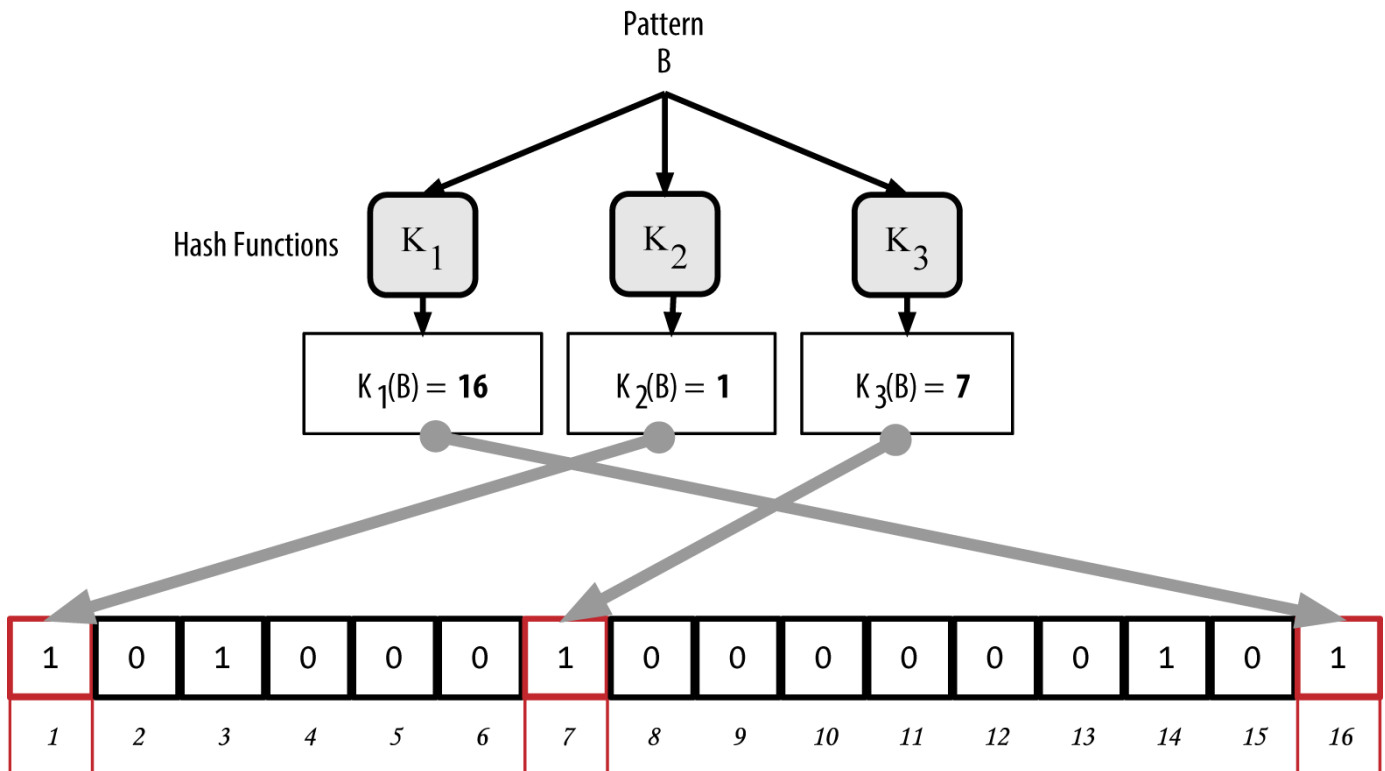 Pattern
B
Hash Functions
K1
K2
K3
K1(B) = 16
K2(B) = 1
K3(B) = 7
1 0 1 0 0 0 1 0 0 0 0 0 0 1 0 1
1 2 3 4 5 6 7 8 9 10 11 12 13 14 15 16